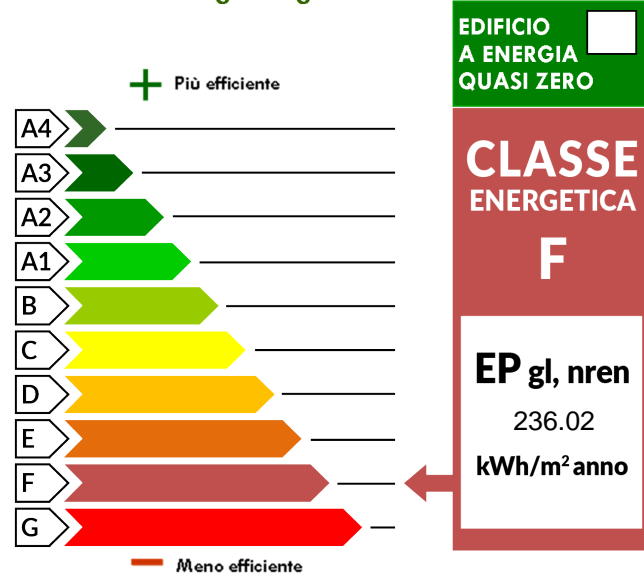 EDIFICIO
A ENERGIA
QUASI ZERO
Più efficiente
A4
A3
A2
A1
B
C
D
E
F
G
Meno efficiente
CLASSE
ENERGETICA
F
EP gl, nren
236.02
kWh/m² anno